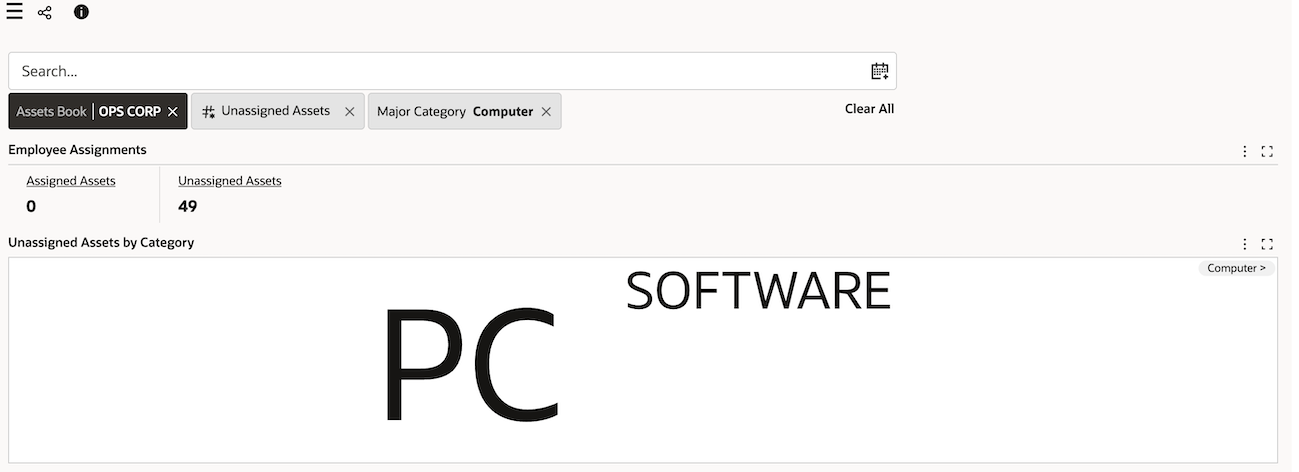 Search...
Assets Book | OPS CORP Unassigned Assets Major Category Computer Clear All
Employee Assignments
Assigned Assets Unassigned Assets
0 49
Unassigned Assets by Category
Computer >
SOFTWARE
PC